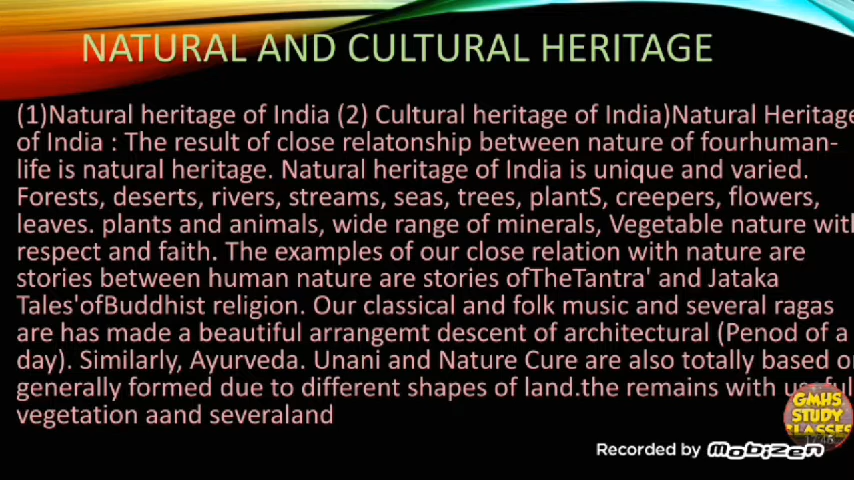 NATURAL AND CULTURAL HERITAGE
(1)Natural heritage of India (2) Cultural heritage of India)Natural Heritage
of India : The result of close relatonship between nature of fourhuman-
life is natural heritage. Natural heritage of India is unique and varied.
Forests, deserts, rivers, streams, seas, trees, plantS, creepers, flowers,
leaves. plants and animals, wide range of minerals, Vegetable nature with
respect and faith. The examples of our close relation with nature are
stories between human nature are stories ofTheTantra' and Jataka
Tales'ofBuddhist religion. Our classical and folk music and several ragas
are has made a beautiful arrangemt descent of architectural (Penod of a
day). Similarly, Ayurveda. Unani and Nature Cure are also totally based on
generally formed due to different shapes of land.the remains with useful
vegetation aand severaland
GMHS
STUDY
CLASSES
Recorded by Mobizen